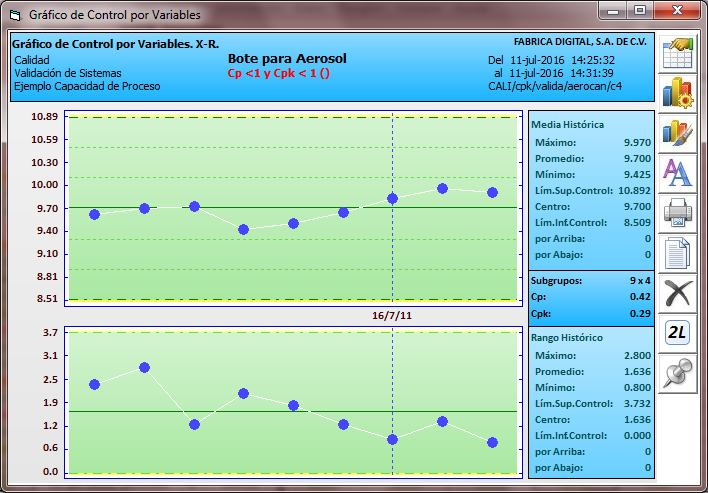 Gráfico de Control por Variables
Gráfico de Control por Variables. X-R.
FABRICA DIGITAL, S.A. DE C.V.
Calidad
Bote para Aerosol
Del 11-jul-2016 14:25:32
Validación de Sistemas
Cp <1 y Cpk < 1 ()
al 11-jul-2016 14:31:39
Ejemplo Capacidad de Proceso
CALI/cpk/valida/aerocan/c4
10.89
10.59
10.30
10.00
9.70
9.40
9.10
8.81
8.51
16/7/11
3.7
3.1
2.5
1.9
1.2
0.6
0.0
Media Histórica
Máximo: 9.970
Promedio: 9.700
Mínimo: 9.425
Lím.Sup.Control: 10.892
Centro: 9.700
Lím.Inf.Control: 8.509
por Arriba: 0
por Abajo: 0
Subgrupos: 9 x 4
Cp: 0.42
Cpk: 0.29
Rango Histórico
Máximo: 2.800
Promedio: 1.636
Mínimo: 0.800
Lím.Sup.Control: 3.732
Centro: 1.636
Lím.Inf.Control: 0.000
por Arriba: 0
por Abajo: 0
AA
2L